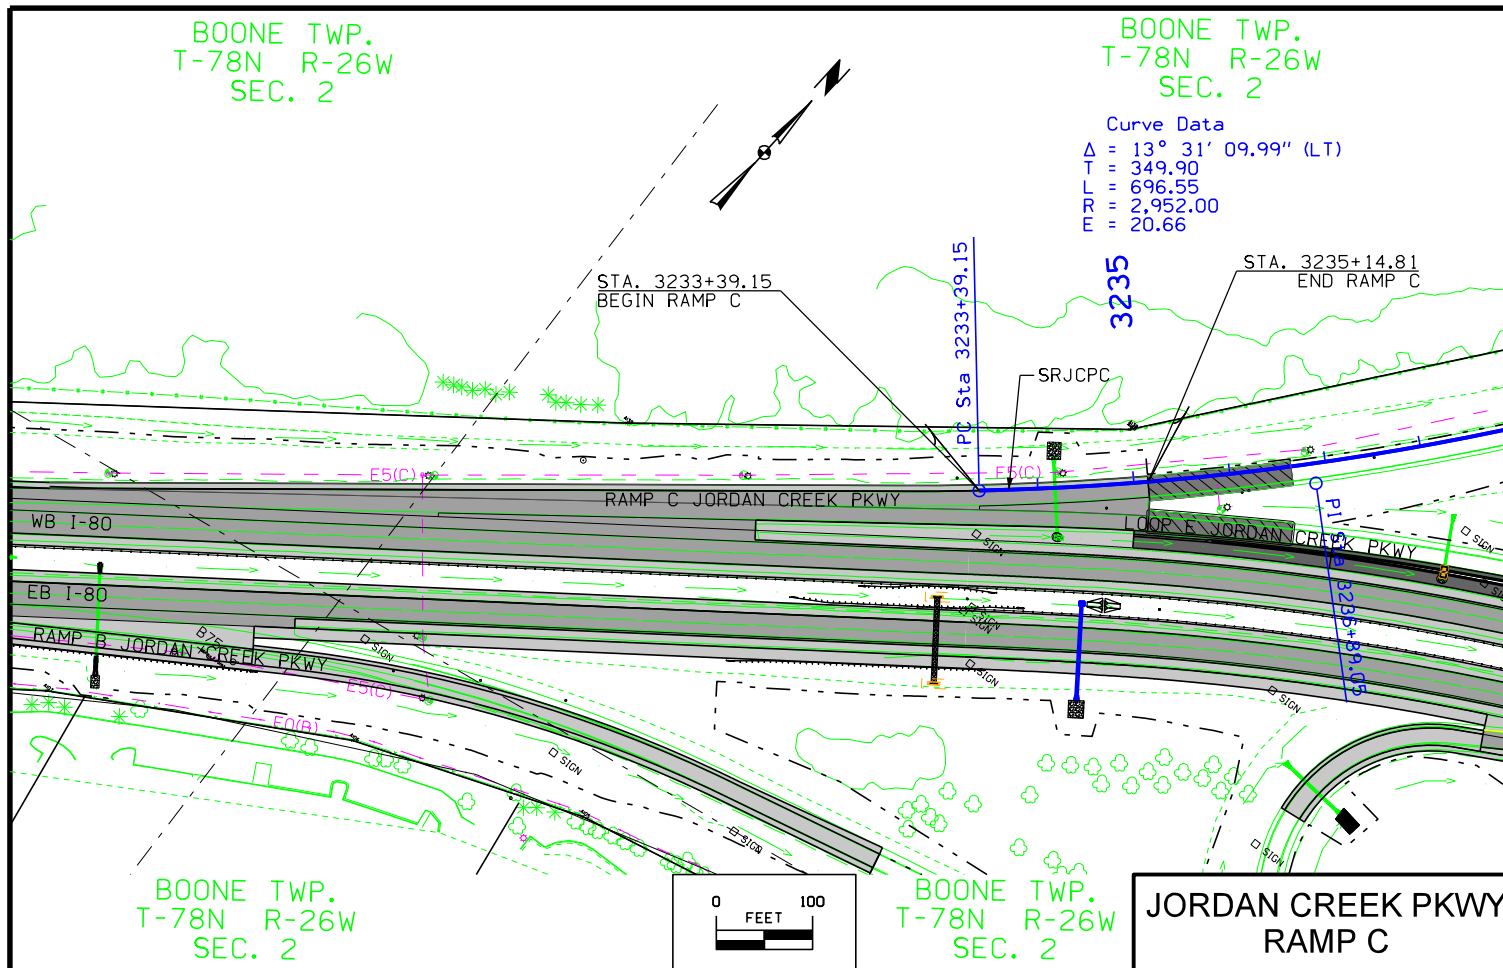 BOONE TWP.
T-78N R-26W
SEC. 2
BOONE TWP.
T-78N R-26W
SEC. 2
Curve Data
Δ = 13° 31' 09.99" (LT)
T = 349.90
L = 696.55
R = 2,952.00
E = 20.66
STA. 3233+39.15
BEGIN RAMP C
PC Sta 3233+39.15
3235
STA. 3235+14.81
END RAMP C
SRJCPC
E5(C)
E5(C)
RAMP C JORDAN CREEK PKWY
WB I-80
LOOP E JORDAN CREEK PKWY
SIGN
SIGN
PI Sta 3236+89.05
EB I-80
SIGN
RAMP B JORDAN CREEK PKWY
SIGN
SIGN
E5(C)
SIGN
E0(B)
SIGN
SIGN
SIGN
BOONE TWP.
T-78N R-26W
SEC. 2
0 100
FEET
BOONE TWP.
T-78N R-26W
SEC. 2
JORDAN CREEK PKWY
RAMP C